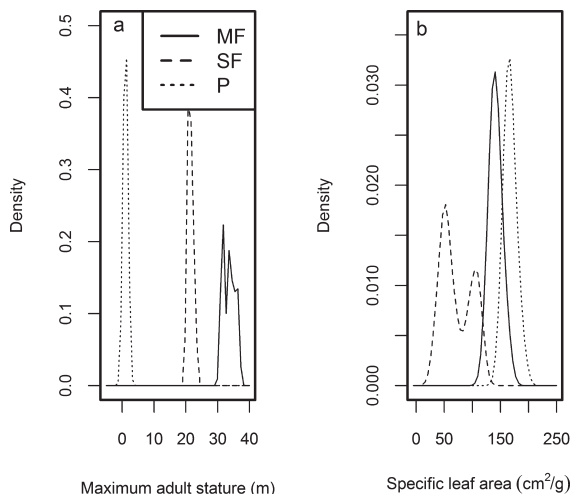 a
MF
SF
P
Density
0.0
0.1
0.2
0.3
0.4
0.5
0 10 20 30 40
Maximum adult stature (m)
b
Density
0.000
0.010
0.020
0.030
0 50 150 250
Specific leaf area (cm²/g)